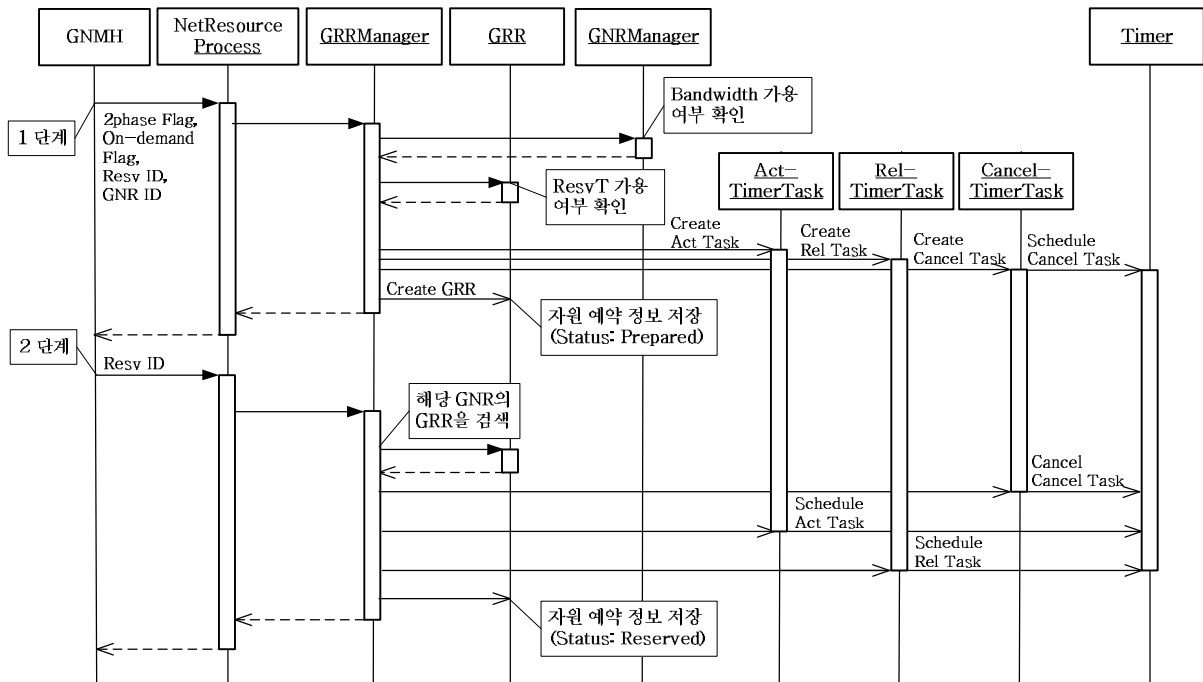 GNMH
NetResource
Process
GRRManager
GRR
GNRManager
Timer
Bandwidth 가용
여부 확인
1 단계
2phase Flag,
On-demand
Flag,
Resv ID,
GNR ID
Act-
TimerTask
Rel-
TimerTask
Cancel-
TimerTask
ResvT 가용
여부 확인
Create
Act Task
Create
Rel Task
Create
Cancel Task
Schedule
Cancel Task
Create GRR
자원 예약 정보 저장
(Status: Prepared)
2 단계
Resv ID
해당 GNR의
GRR을 검색
Cancel
Cancel Task
Schedule
Act Task
Schedule
Rel Task
자원 예약 정보 저장
(Status: Reserved)